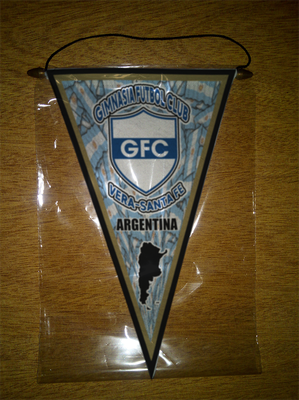 GIMNASIA FUTBOL CLUB
GFC
VERA-SANTA FE
ARGENTINA